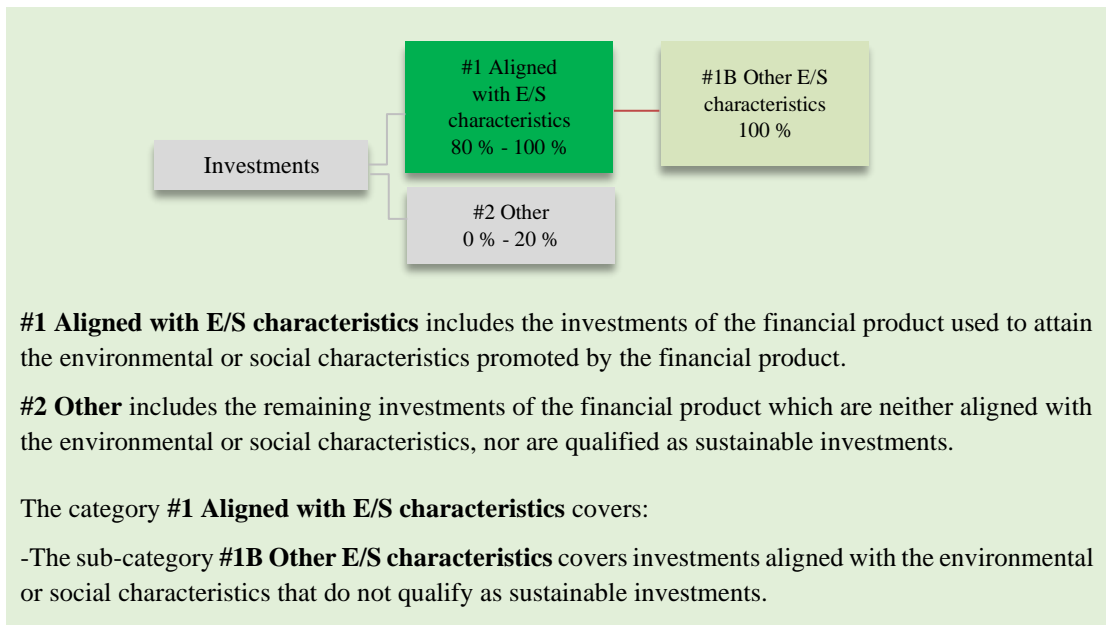 #1 Aligned
with E/S
characteristics
80 % - 100 %
#1B Other E/S
characteristics
100 %
Investments
#2 Other
0 % - 20 %
#1 Aligned with E/S characteristics includes the investments of the financial product used to attain
the environmental or social characteristics promoted by the financial product.
#2 Other includes the remaining investments of the financial product which are neither aligned with
the environmental or social characteristics, nor are qualified as sustainable investments.
The category #1 Aligned with E/S characteristics covers:
-The sub-category #1B Other E/S characteristics covers investments aligned with the environmental
or social characteristics that do not qualify as sustainable investments.